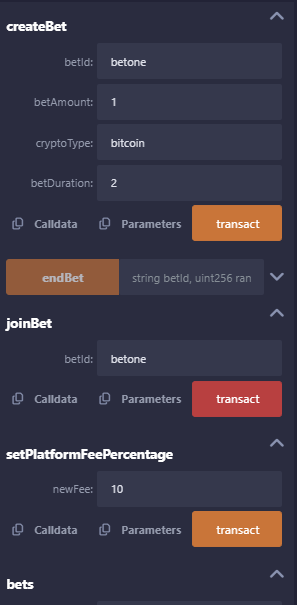 createBet
betId: betone
betAmount: 1
cryptoType: bitcoin
betDuration: 2
Calldata Parameters transact
endBet string betId, uint256 ran
joinBet
betId: betone
Calldata Parameters transact
setPlatformFeePercentage
newFee: 10
Calldata Parameters transact
bets